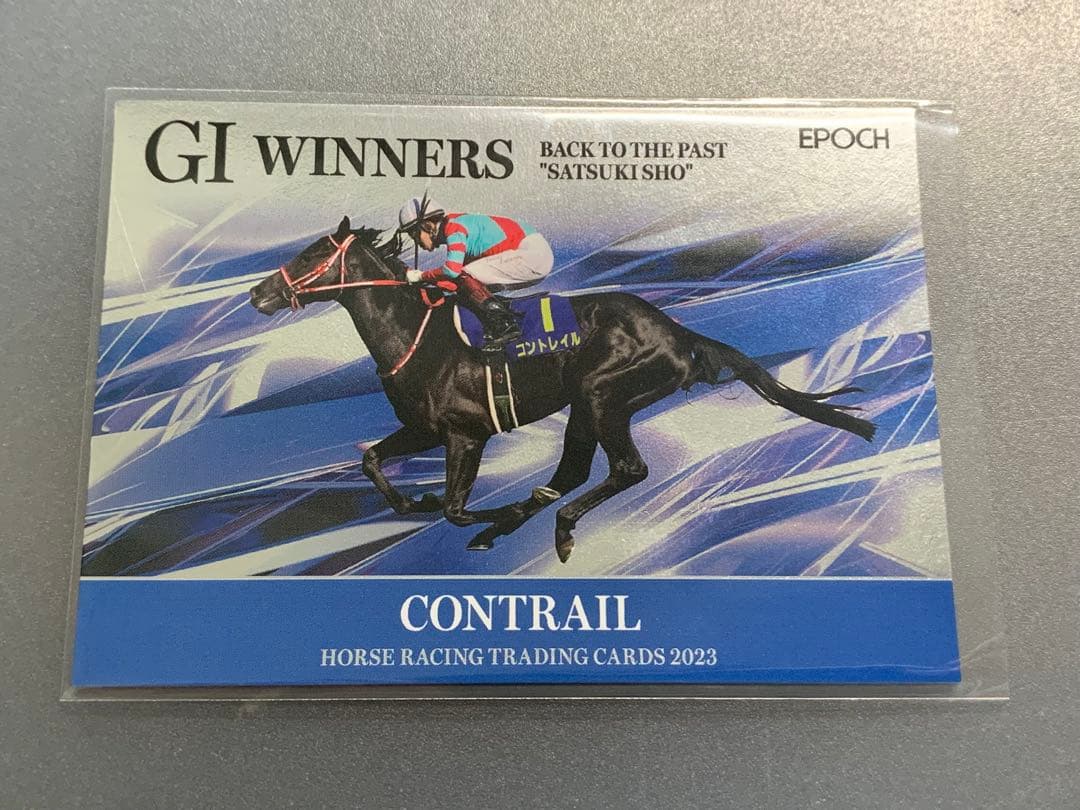 GI WINNERS
BACK TO THE PAST
"SATSUKI SHO"
EPOCH
1
コントレイル
CONTRAIL
HORSE RACING TRADING CARDS 2023